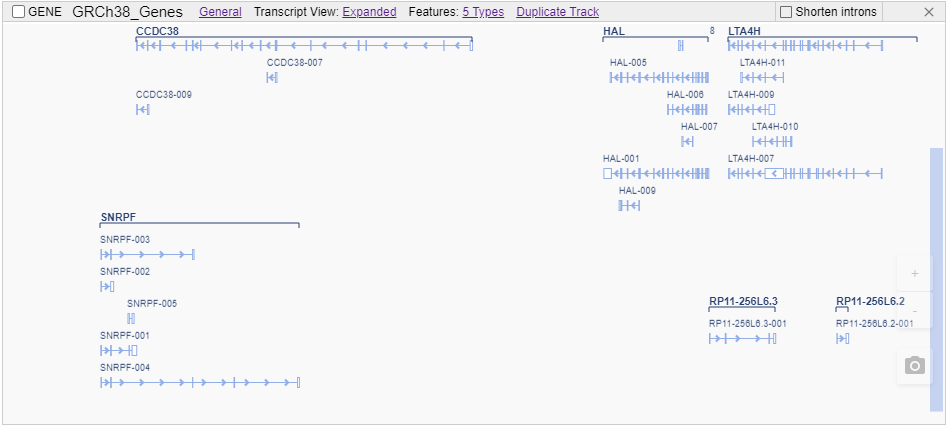 GENE GRCh38_Genes General Transcript View: Expanded Features: 5 Types Duplicate Track Shorten introns
CCDC38 HAL 8 LTA4H
CCDC38-007 HAL-005 LTA4H-011
CCDC38-009 HAL-006 LTA4H-009
HAL-007 LTA4H-010
HAL-001 LTA4H-007
HAL-009
SNRPF
SNRPF-003
SNRPF-002
SNRPF-005
RP11-256L6.3 RP11-256L6.2
RP11-256L6.3-001 RP11-256L6.2-001
SNRPF-001
SNRPF-004